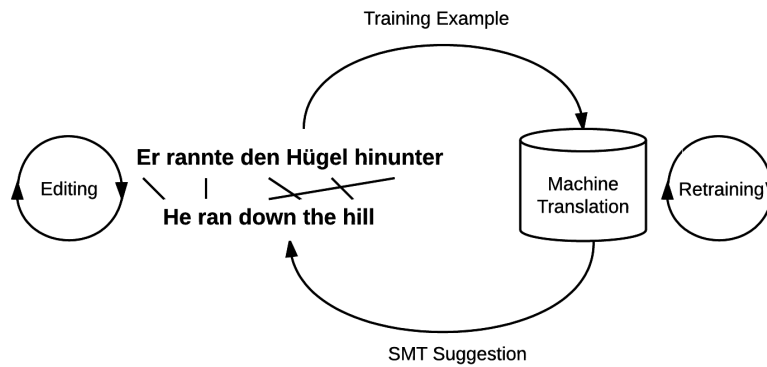 Training Example
Er rannte den Hügel hinunter
Editing
He ran down the hill
Machine
Translation
Retraining
SMT Suggestion